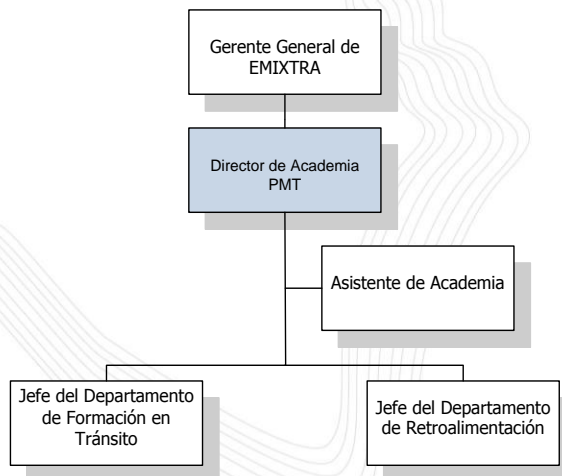 Gerente General de
EMIXTRA
Director de Academia
PMT
Asistente de Academia
Jefe del Departamento
de Formación en
Tránsito
Jefe del Departamento
de Retroalimentación